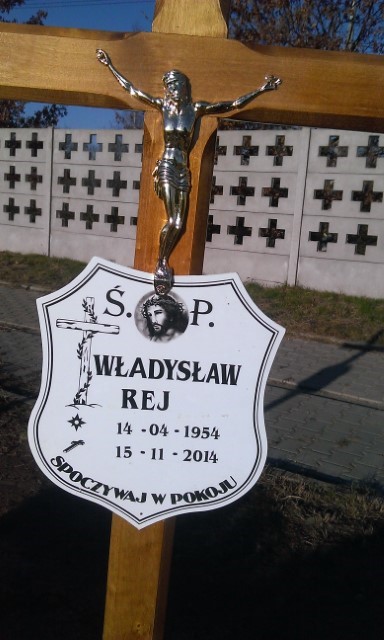 Ś. P.
WŁADYSŁAW
REJ
14 - 04 - 1954
15 - 11 - 2014
SPOCZYWAJ W POKOJU